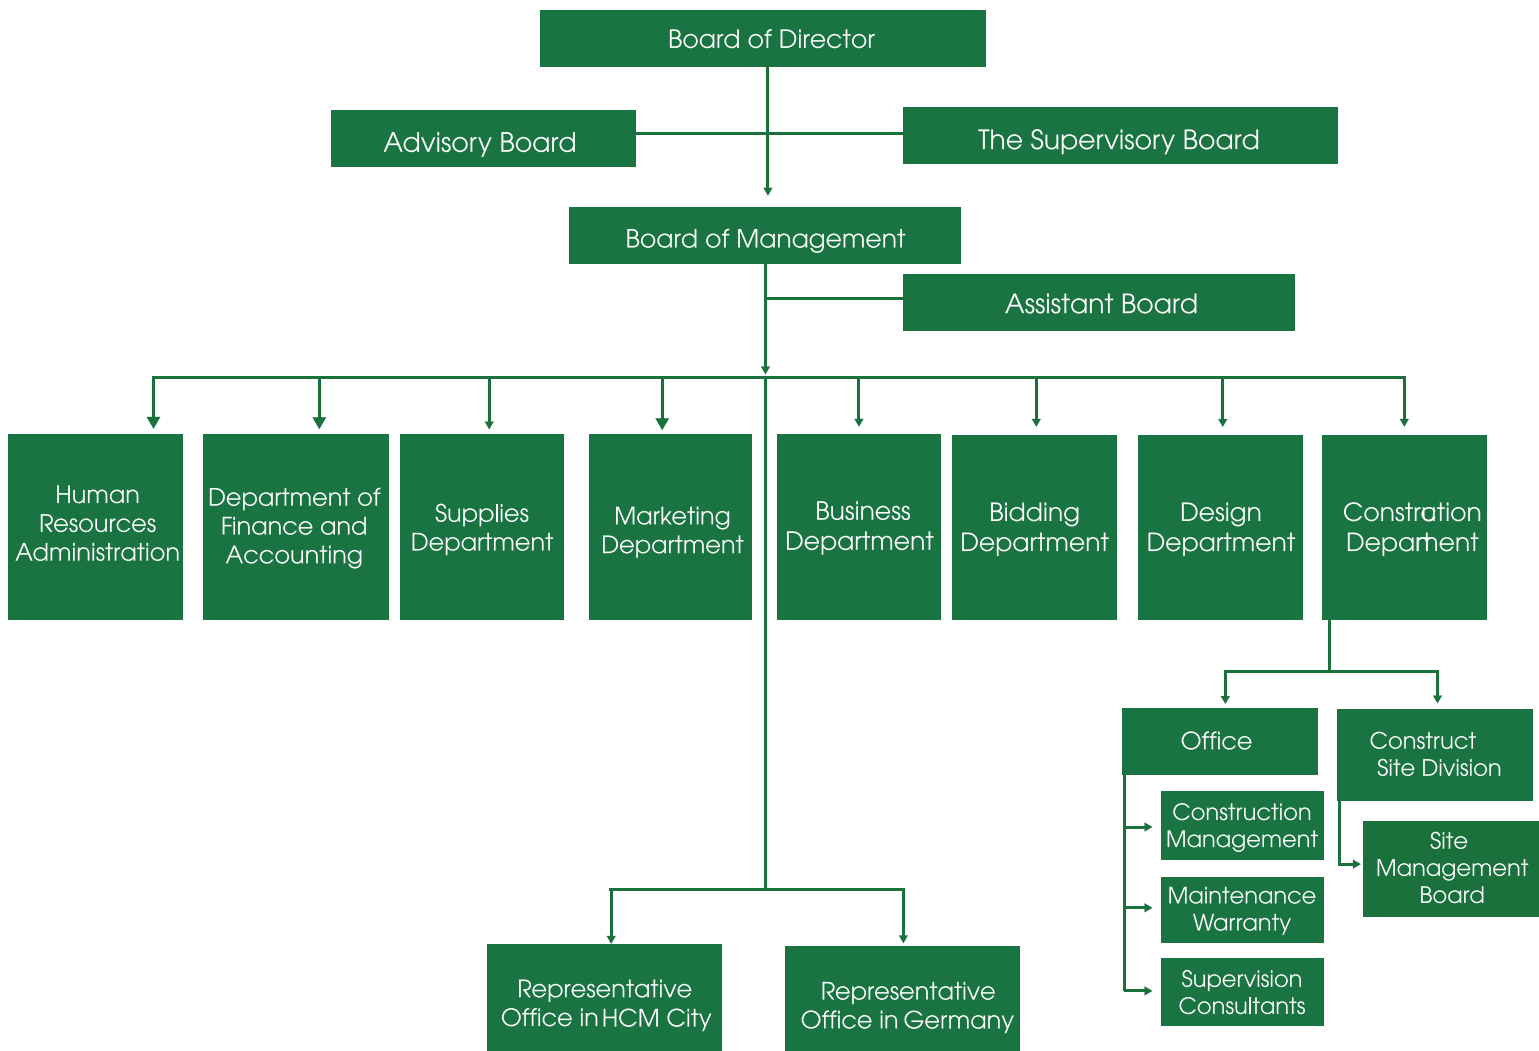 Board of Director
Advisory Board
The Supervisory Board
Board of Management
Assistant Board
Human
Resources
Administration
Department of
Finance and
Accounting
Supplies
Department
Marketing
Department
Business
Department
Bidding
Department
Design
Department
Construction
Department
Office
Construct
Site Division
Construction
Management
Site
Management
Board
Maintenance
Warranty
Supervision
Consultants
Representative
Office in HCM City
Representative
Office in Germany